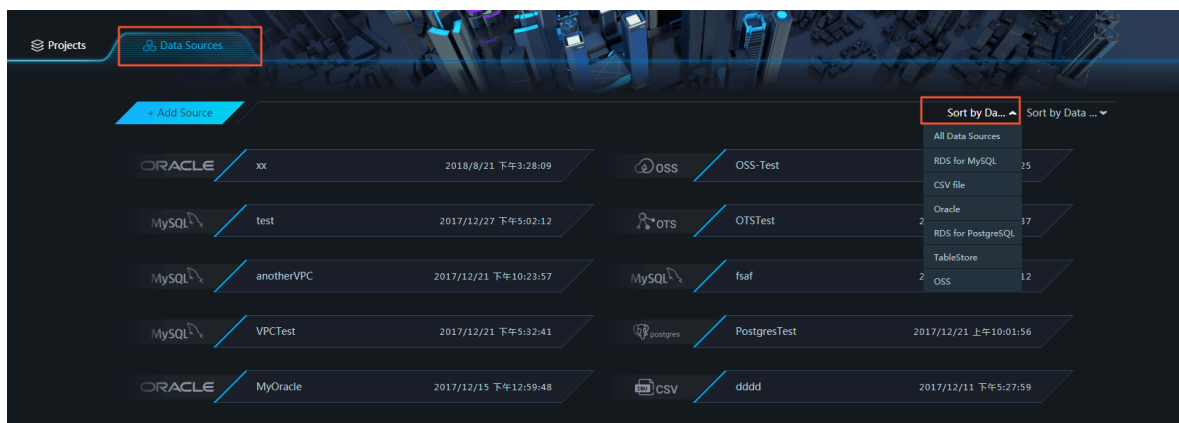 Projects
Data Sources
+ Add Source
Sort by Da...
Sort by Data ...
All Data Sources
RDS for MySQL
CSV file
Oracle
RDS for PostgreSQL
TableStore
OSS
ORACLE xx 2018/8/21 下午3:28:09
OSS OSS-Test 25
MySQL test 2017/12/27 下午5:02:12
OTS OTSTest 2 37
MySQL anotherVPC 2017/12/21 下午10:23:57
MySQL fsaf 2 12
MySQL VPCTest 2017/12/21 下午5:32:41
postgres PostgresTest 2017/12/21 上午10:01:56
ORACLE MyOracle 2017/12/15 下午12:59:48
CSV dddd 2017/12/11 下午5:27:59